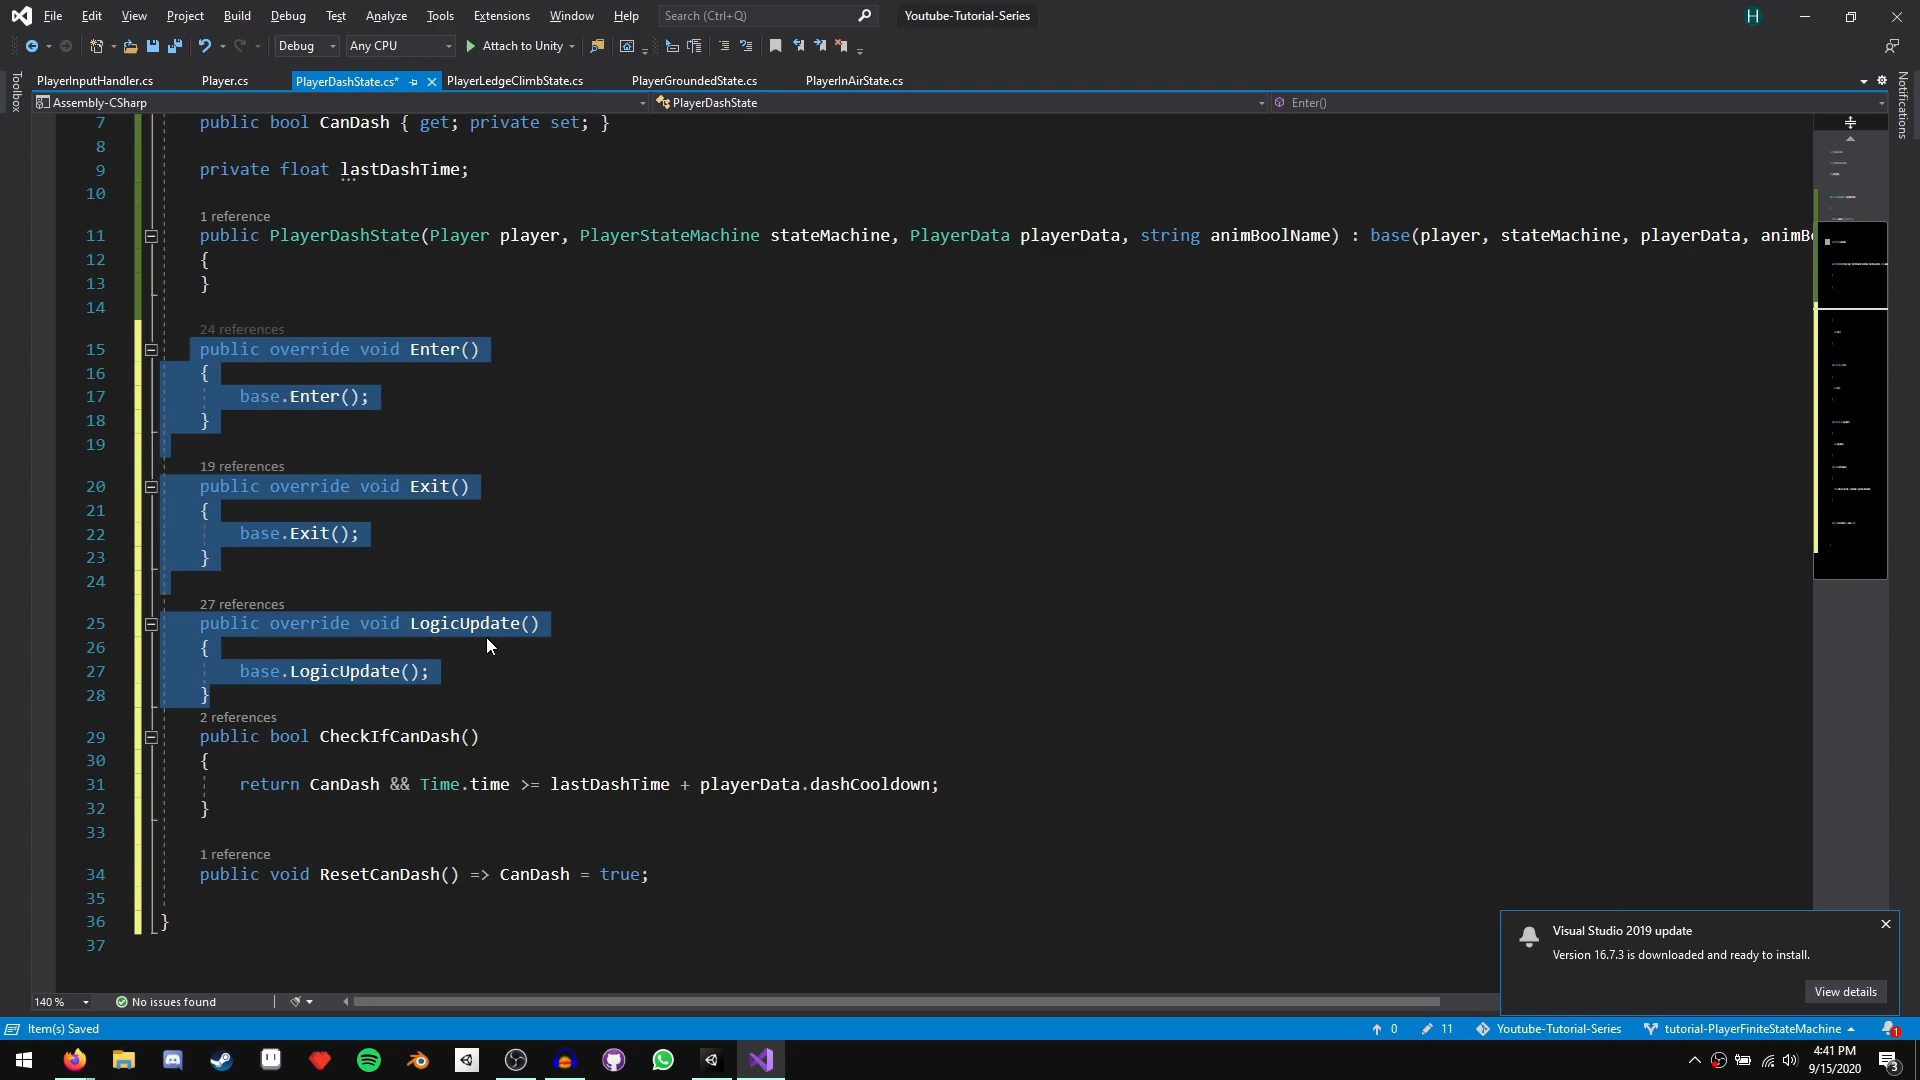 File Edit View Project Build Debug Test Analyze Tools Extensions Window Help Search (Ctrl+Q) Youtube-Tutorial-Series H
Debug Any CPU Attach to Unity
PlayerInputHandler.cs Player.cs PlayerDashState.cs* PlayerLedgeClimbState.cs PlayerGroundedState.cs PlayerInAirState.cs
Toolbox
Notifications
Assembly-CSharp PlayerDashState Enter()
7 public bool CanDash { get; private set; }
8
9 private float lastDashTime;
10
1 reference
11 public PlayerDashState(Player player, PlayerStateMachine stateMachine, PlayerData playerData, string animBoolName) : base(player, stateMachine, playerData, animBo
12 {
13 }
14
24 references
15 public override void Enter()
16 {
17 base.Enter();
18 }
19
19 references
20 public override void Exit()
21 {
22 base.Exit();
23 }
24
27 references
25 public override void LogicUpdate()
26 {
27 base.LogicUpdate();
28 }
2 references
29 public bool CheckIfCanDash()
30 {
31 return CanDash && Time.time >= lastDashTime + playerData.dashCooldown;
32 }
33
1 reference
34 public void ResetCanDash() => CanDash = true;
35
36 }
37
Visual Studio 2019 update
Version 16.7.3 is downloaded and ready to install.
View details
140 % No issues found
Item(s) Saved 0 11 Youtube-Tutorial-Series tutorial-PlayerFiniteStateMachine 1
4:41 PM
9/15/2020
3